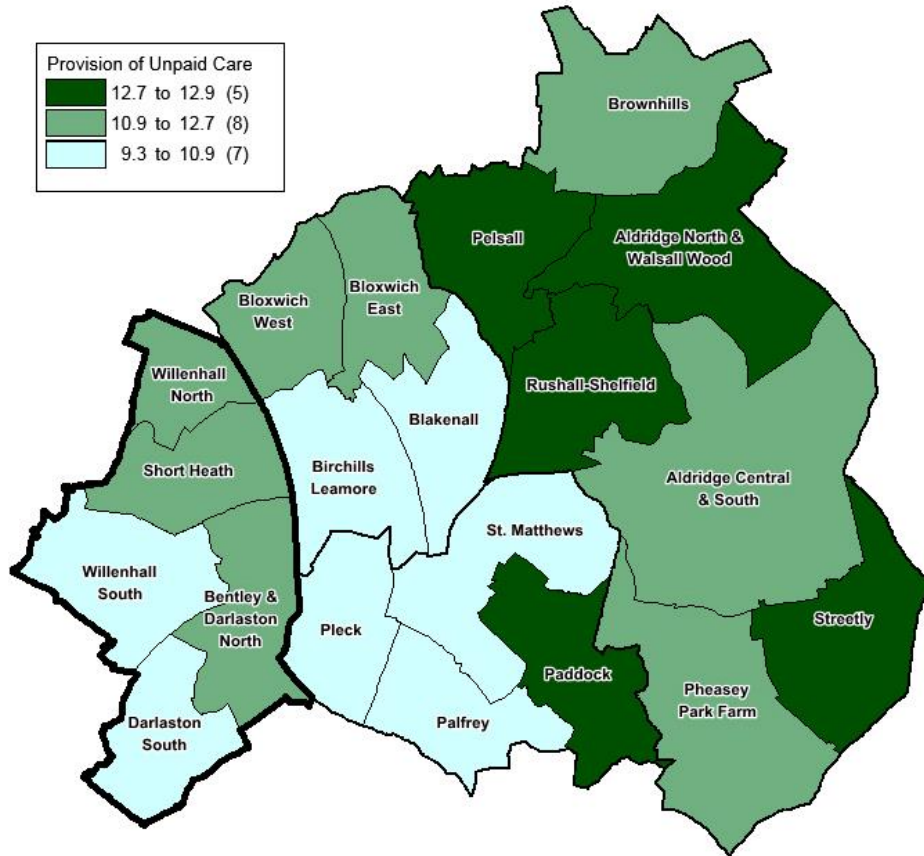 Provision of Unpaid Care
12.7 to 12.9 (5)
10.9 to 12.7 (8)
9.3 to 10.9 (7)
Brownhills
Pelsall
Aldridge North &
Walsall Wood
Bloxwich
West
Bloxwich
East
Willenhall
North
Rushall-Shelfield
Blakenall
Short Heath
Birchills
Leamore
Aldridge Central
& South
St. Matthews
Willenhall
South
Bentley &
Darlaston
North
Pleck
Streetly
Paddock
Pheasey
Park Farm
Darlaston
South
Palfrey